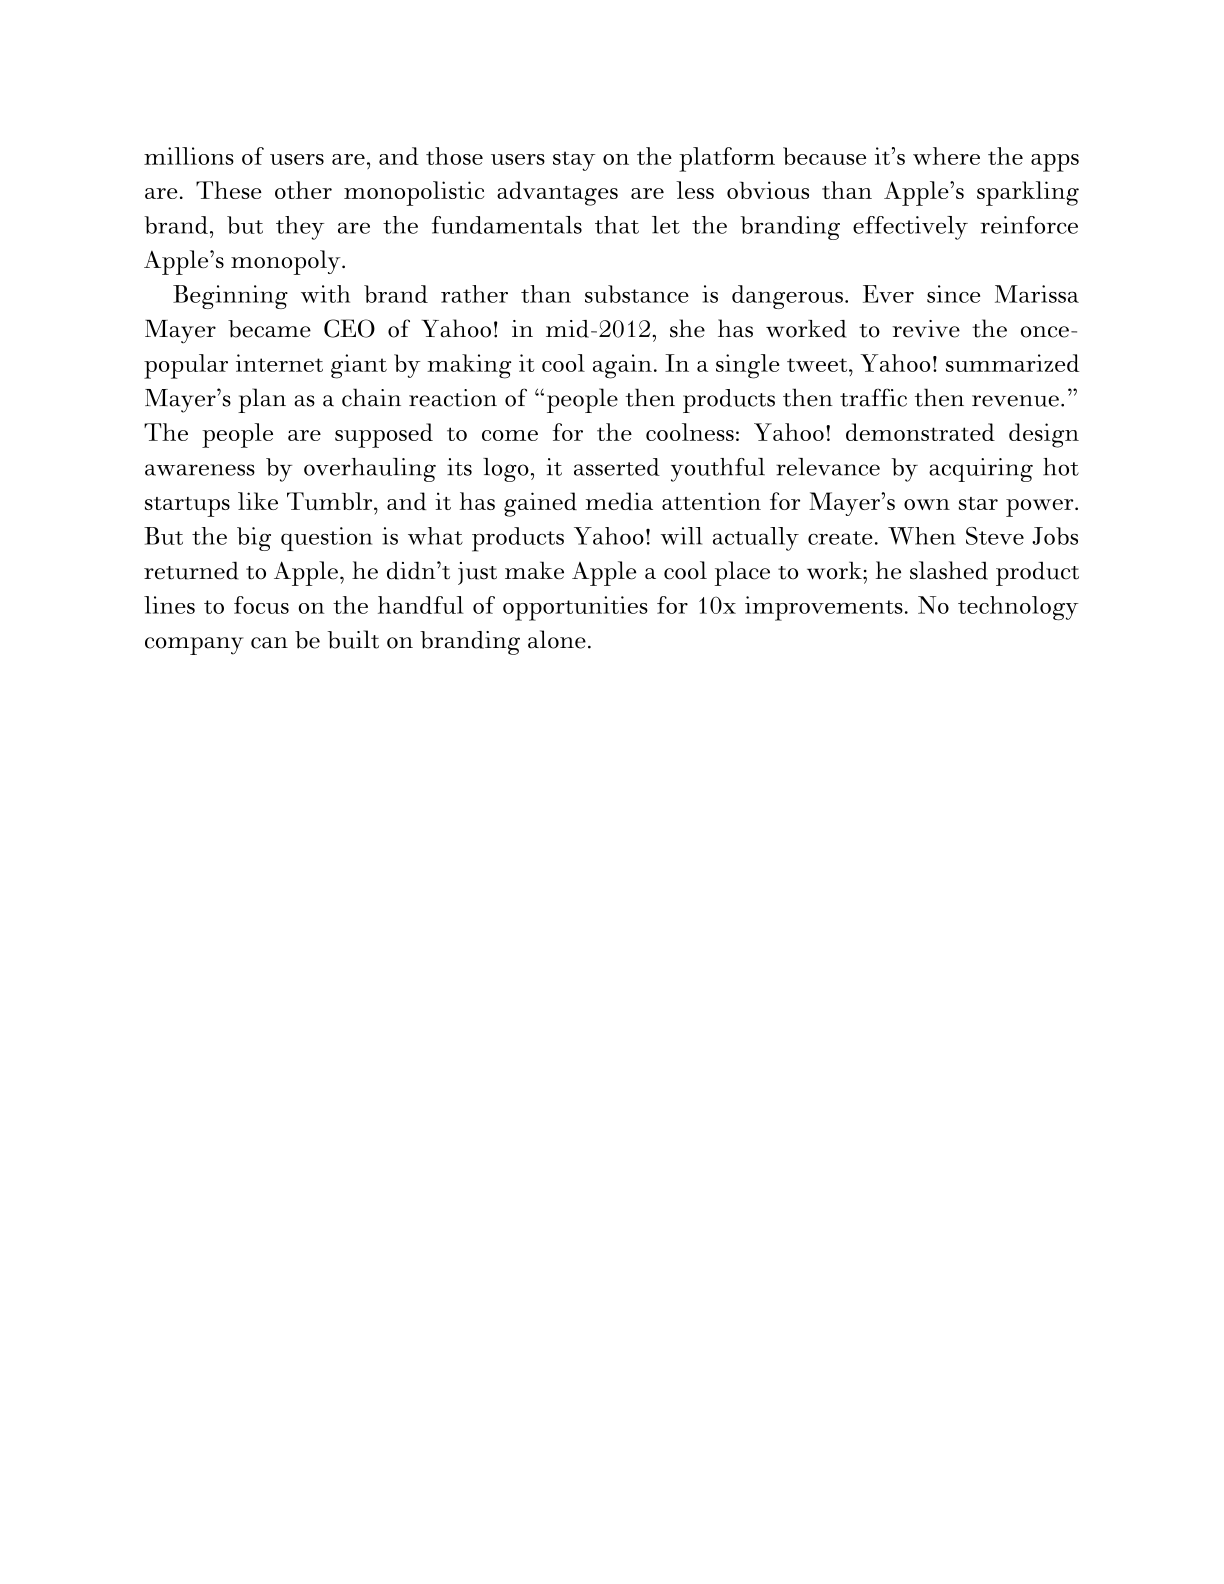 millions of users are, and those users stay on the platform because it’s where the apps
are. These other monopolistic advantages are less obvious than Apple’s sparkling
brand, but they are the fundamentals that let the branding effectively reinforce
Apple’s monopoly.
Beginning with brand rather than substance is dangerous. Ever since Marissa
Mayer became CEO of Yahoo! in mid-2012, she has worked to revive the once-
popular internet giant by making it cool again. In a single tweet, Yahoo! summarized
Mayer’s plan as a chain reaction of “people then products then traffic then revenue.”
The people are supposed to come for the coolness: Yahoo! demonstrated design
awareness by overhauling its logo, it asserted youthful relevance by acquiring hot
startups like Tumblr, and it has gained media attention for Mayer’s own star power.
But the big question is what products Yahoo! will actually create. When Steve Jobs
returned to Apple, he didn’t just make Apple a cool place to work; he slashed product
lines to focus on the handful of opportunities for 10x improvements. No technology
company can be built on branding alone.